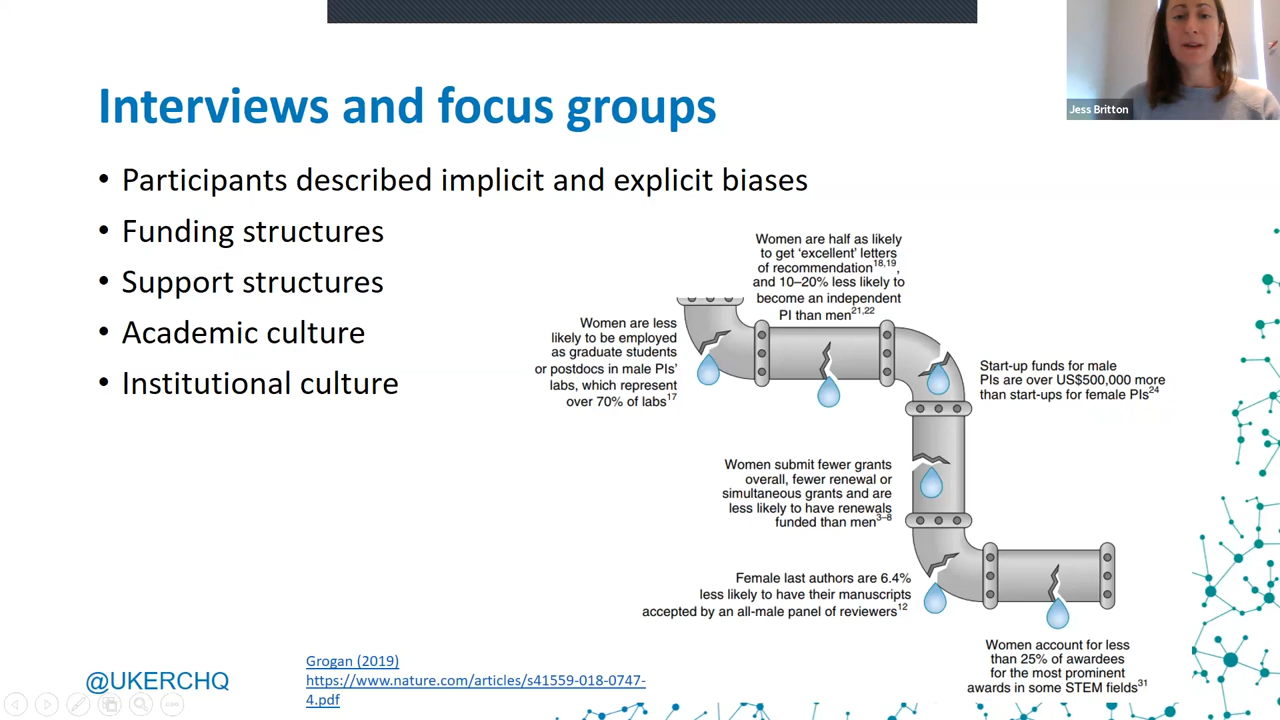 Jess Britton
Interviews and focus groups
• Participants described implicit and explicit biases
• Funding structures
• Support structures
• Academic culture
• Institutional culture
Women are half as likely
to get ‘excellent’ letters
of recommendation18,19,
and 10–20% less likely to
become an independent
PI than men21,22
Women are less
likely to be employed
as graduate students
or postdocs in male PIs’
labs, which represent
over 70% of labs17
Start-up funds for male
PIs are over US$500,000 more
than start-ups for female PIs24
Women submit fewer grants
overall, fewer renewal or
simultaneous grants and are
less likely to have renewals
funded than men3–8
Female last authors are 6.4%
less likely to have their manuscripts
accepted by an all-male panel of reviewers12
Women account for less
than 25% of awardees
for the most prominent
awards in some STEM fields31
@UKERCHQ
Grogan (2019)
https://www.nature.com/articles/s41559-018-0747-
4.pdf